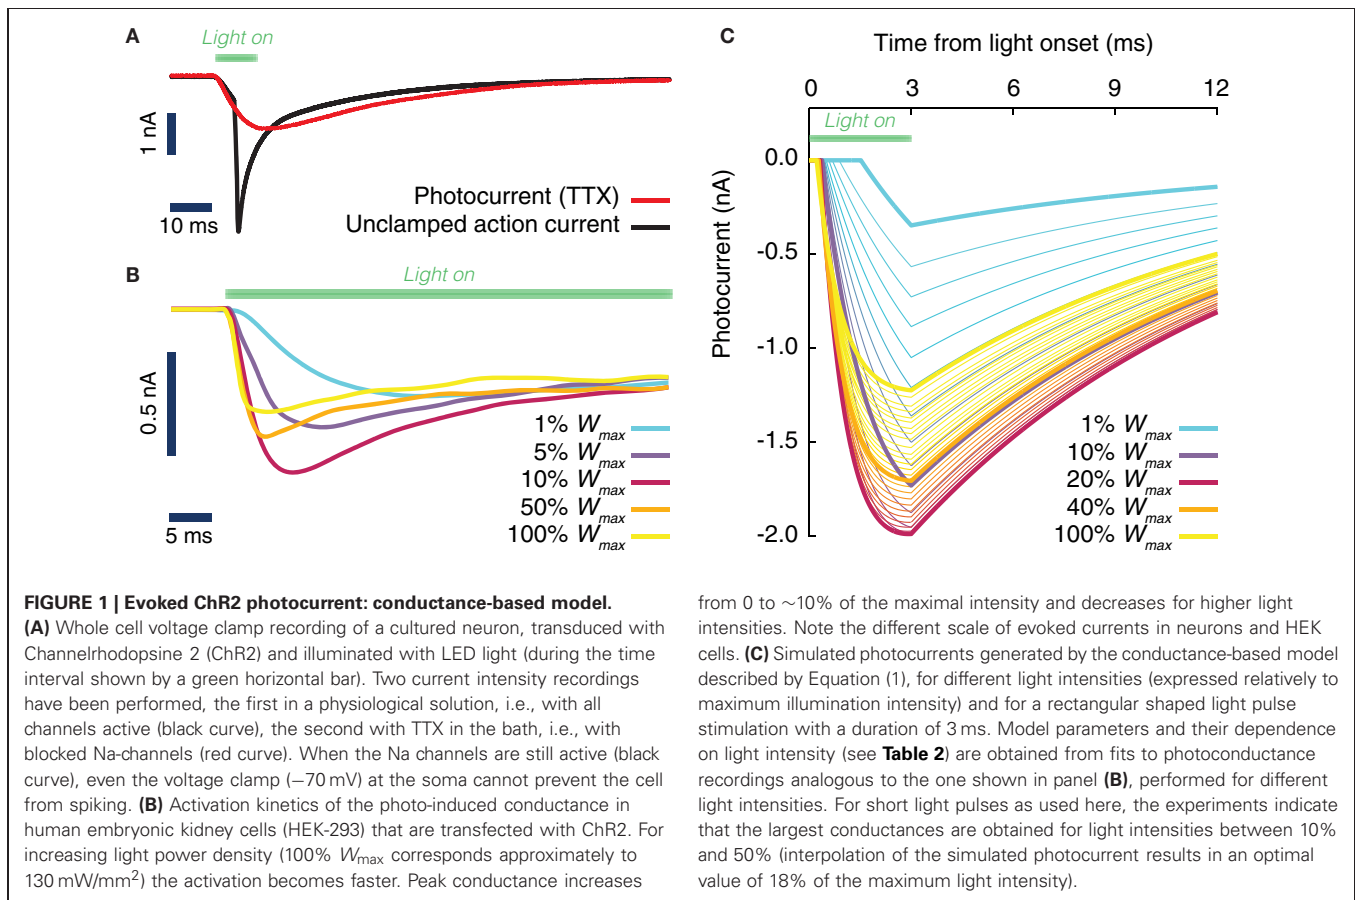 A
Light on
1 nA
10 ms
Photocurrent (TTX)
Unclamped action current
B
Light on
0.5 nA
5 ms
1% Wmax
5% Wmax
10% Wmax
50% Wmax
100% Wmax
C
Time from light onset (ms)
0 3 6 9 12
Light on
Photocurrent (nA)
0.0
-0.5
-1.0
-1.5
-2.0
1% Wmax
10% Wmax
20% Wmax
40% Wmax
100% Wmax
FIGURE 1 | Evoked ChR2 photocurrent: conductance-based model.
(A) Whole cell voltage clamp recording of a cultured neuron, transduced with
Channelrhodopsine 2 (ChR2) and illuminated with LED light (during the time
interval shown by a green horizontal bar). Two current intensity recordings
have been performed, the first in a physiological solution, i.e., with all
channels active (black curve), the second with TTX in the bath, i.e., with
blocked Na-channels (red curve). When the Na channels are still active (black
curve), even the voltage clamp (−70 mV) at the soma cannot prevent the cell
from spiking. (B) Activation kinetics of the photo-induced conductance in
human embryonic kidney cells (HEK-293) that are transfected with ChR2. For
increasing light power density (100% Wmax corresponds approximately to
130 mW/mm²) the activation becomes faster. Peak conductance increases
from 0 to ∼10% of the maximal intensity and decreases for higher light
intensities. Note the different scale of evoked currents in neurons and HEK
cells. (C) Simulated photocurrents generated by the conductance-based model
described by Equation (1), for different light intensities (expressed relatively to
maximum illumination intensity) and for a rectangular shaped light pulse
stimulation with a duration of 3 ms. Model parameters and their dependence
on light intensity (see Table 2) are obtained from fits to photoconductance
recordings analogous to the one shown in panel (B), performed for different
light intensities. For short light pulses as used here, the experiments indicate
that the largest conductances are obtained for light intensities between 10%
and 50% (interpolation of the simulated photocurrent results in an optimal
value of 18% of the maximum light intensity).